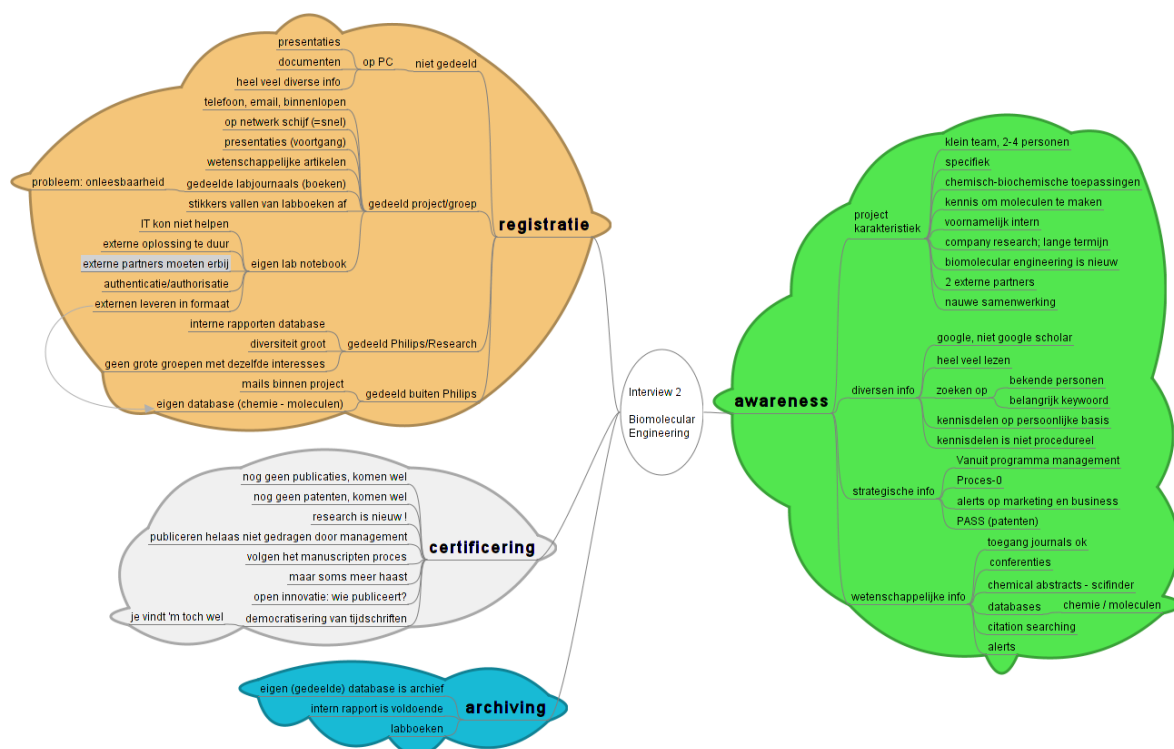 presentaties
documenten
heel veel diverse info
op PC
niet gedeeld
telefoon, email, binnenlopen
op netwerk schijf (=snel)
presentaties (voortgang)
wetenschappelijke artikelen
probleem: onleesbaarheid
gedeelde labjournaals (boeken)
stikkers vallen van labboeken af
gedeeld project/groep
IT kon niet helpen
externe oplossing te duur
externe partners moeten erbij
authenticatie/authorisatie
externen leveren in formaat
eigen lab notebook
interne rapporten database
diversiteit groot
geen grote groepen met dezelfde interesses
gedeeld Philips/Research
mails binnen project
eigen database (chemie - moleculen)
gedeeld buiten Philips
registratie
nog geen publicaties, komen wel
nog geen patenten, komen wel
research is nieuw !
publiceren helaas niet gedragen door management
volgen het manuscripten proces
maar soms meer haast
open innovatie: wie publiceert?
je vindt 'm toch wel
democratisering van tijdschriften
certificering
eigen (gedeelde) database is archief
intern rapport is voldoende
labboeken
archiving
Interview 2
Biomolecular
Engineering
awareness
project
karakteristiek
klein team, 2-4 personen
specifiek
chemisch-biochemische toepassingen
kennis om moleculen te maken
voornamelijk intern
company research; lange termijn
biomolecular engineering is nieuw
2 externe partners
nauwe samenwerking
diversen info
google, niet google scholar
heel veel lezen
zoeken op
bekende personen
belangrijk keywoord
kennisdelen op persoonlijke basis
kennisdelen is niet procedureel
strategische info
Vanuit programma management
Proces-0
alerts op marketing en business
PASS (patenten)
wetenschappelijke info
toegang journals ok
conferenties
chemical abstracts - scifinder
databases
chemie / moleculen
citation searching
alerts